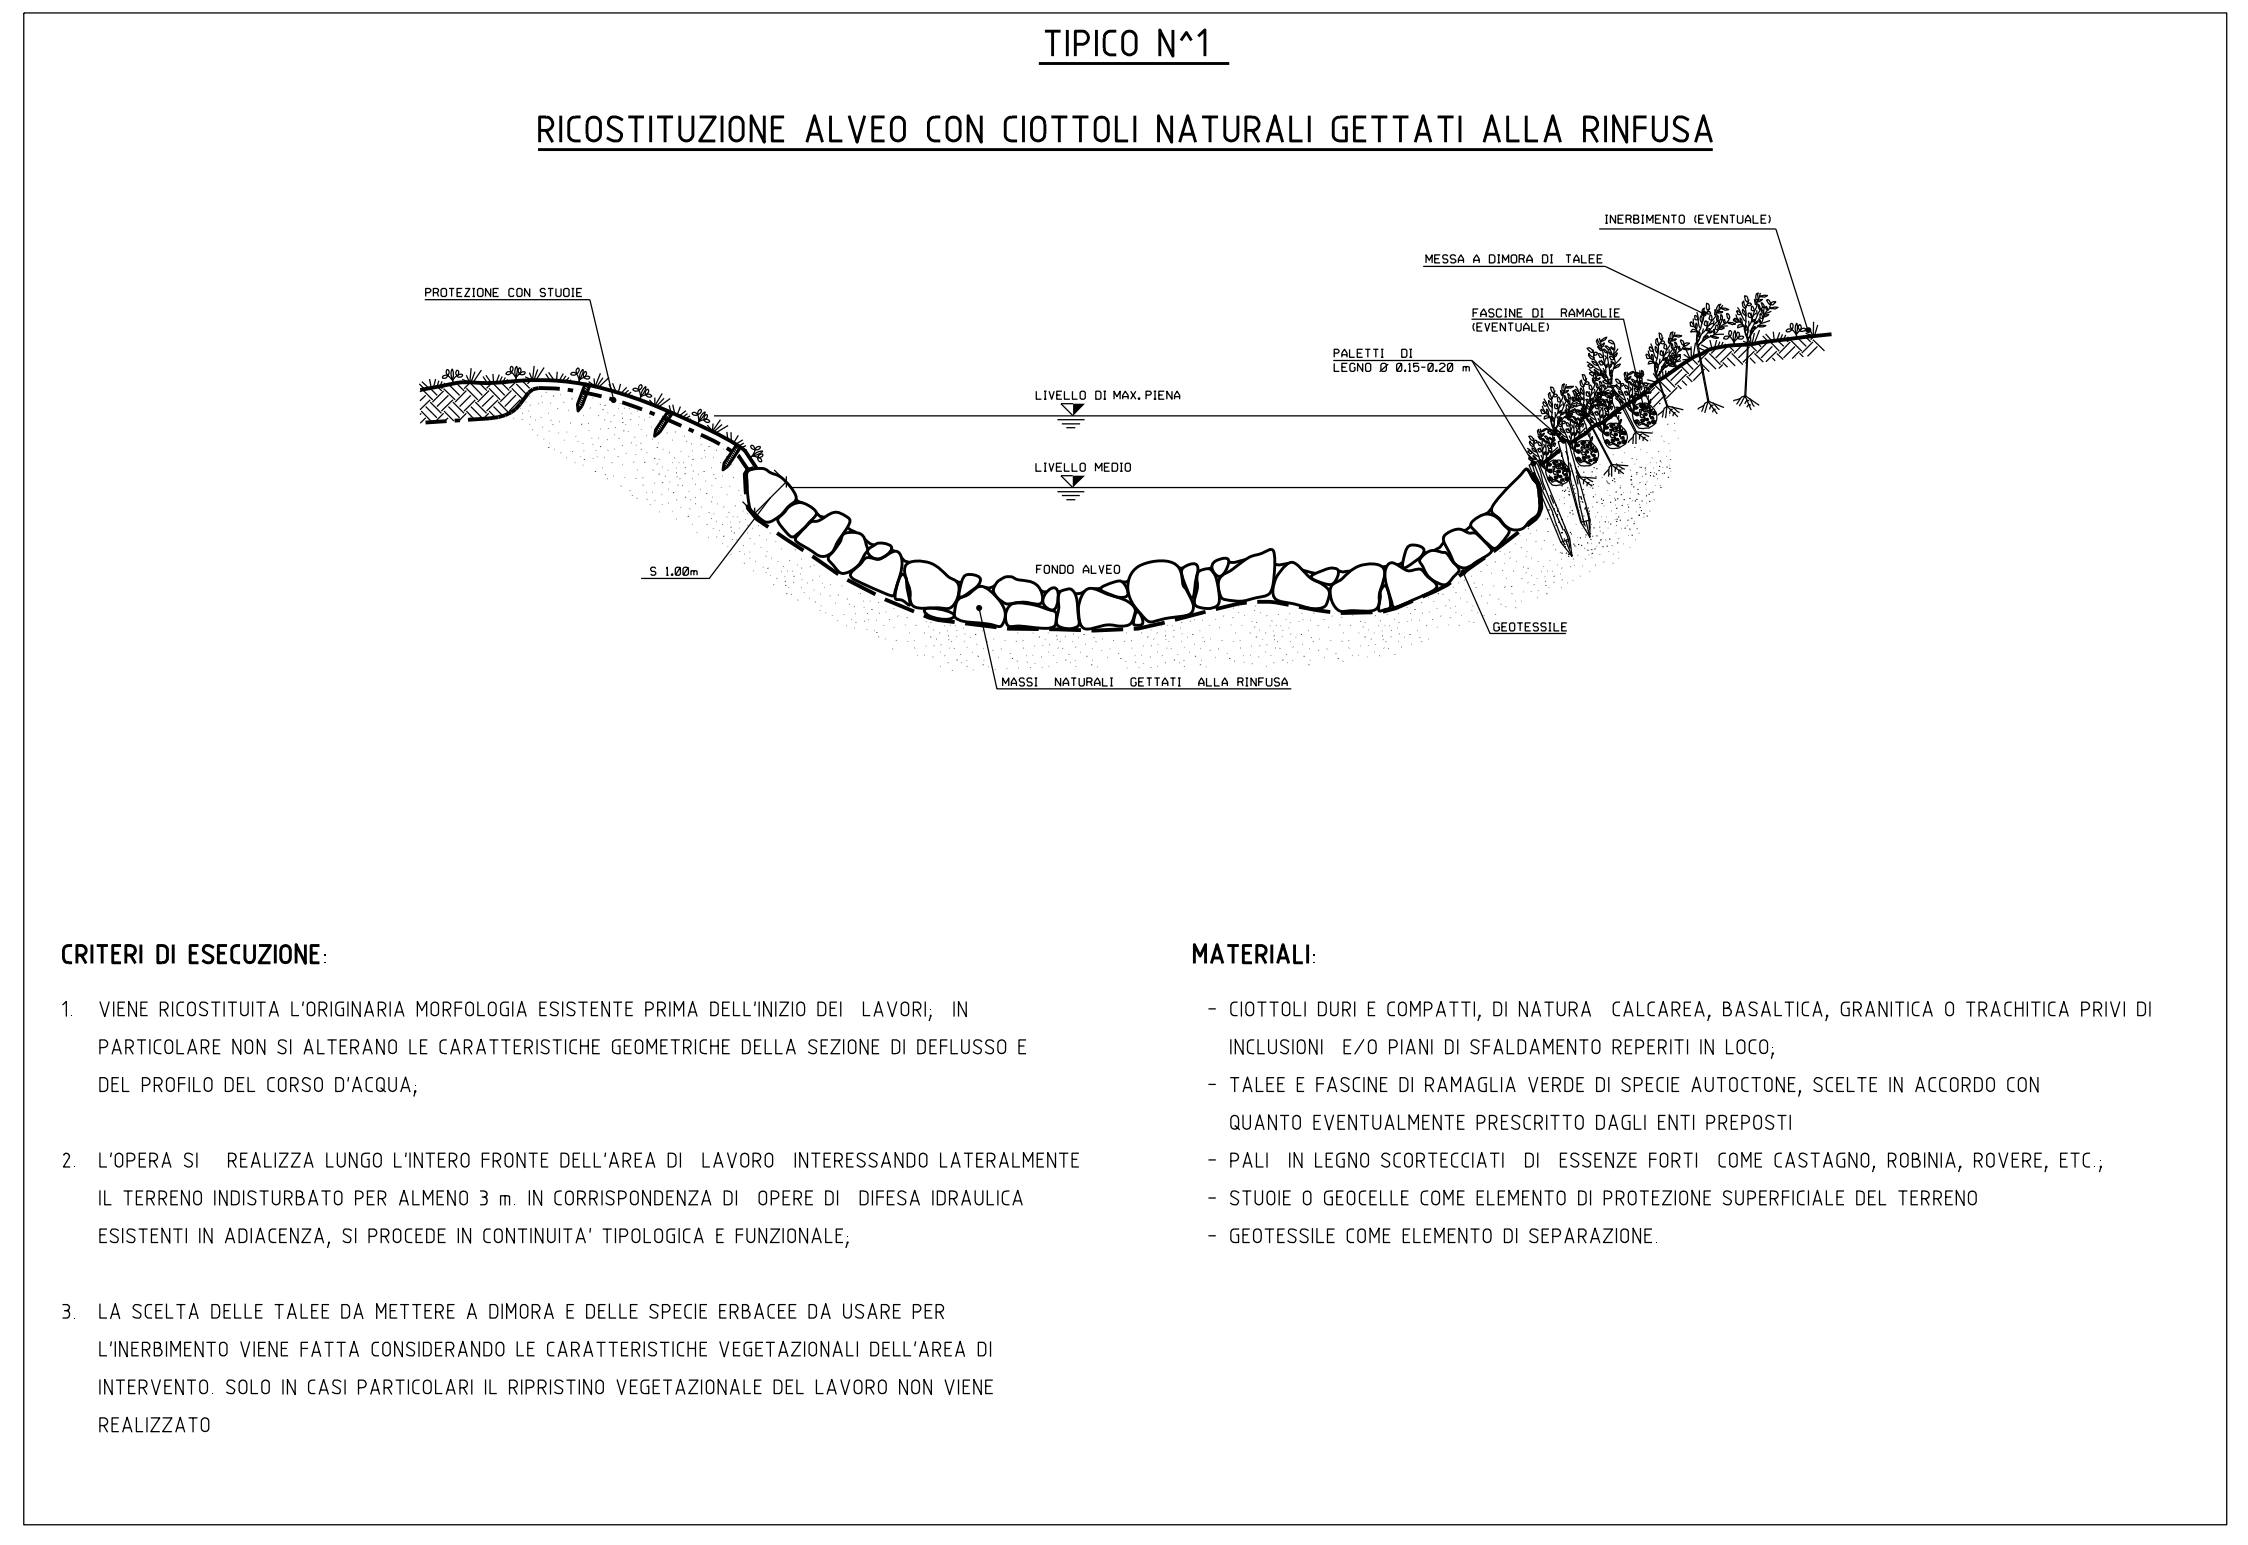 TIPICO N^1
RICOSTITUZIONE ALVEO CON CIOTTOLI NATURALI GETTATI ALLA RINFUSA
INERBIMENTO (EVENTUALE)
MESSA A DIMORA DI TALEE
PROTEZIONE CON STUOIE
FASCINE DI RAMAGLIE
(EVENTUALE)
PALETTI DI
LEGNO Ø 0.15-0.20 m
LIVELLO DI MAX. PIENA
LIVELLO MEDIO
S 1.00m
FONDO ALVEO
GEOTESSILE
MASSI NATURALI GETTATI ALLA RINFUSA
CRITERI DI ESECUZIONE:
1. VIENE RICOSTITUITA L'ORIGINARIA MORFOLOGIA ESISTENTE PRIMA DELL'INIZIO DEI LAVORI; IN
PARTICOLARE NON SI ALTERANO LE CARATTERISTICHE GEOMETRICHE DELLA SEZIONE DI DEFLUSSO E
DEL PROFILO DEL CORSO D'ACQUA;
2. L'OPERA SI REALIZZA LUNGO L'INTERO FRONTE DELL'AREA DI LAVORO INTERESSANDO LATERALMENTE
IL TERRENO INDISTURBATO PER ALMENO 3 m. IN CORRISPONDENZA DI OPERE DI DIFESA IDRAULICA
ESISTENTI IN ADIACENZA, SI PROCEDE IN CONTINUITA' TIPOLOGICA E FUNZIONALE;
3. LA SCELTA DELLE TALEE DA METTERE A DIMORA E DELLE SPECIE ERBACEE DA USARE PER
L'INERBIMENTO VIENE FATTA CONSIDERANDO LE CARATTERISTICHE VEGETAZIONALI DELL'AREA DI
INTERVENTO. SOLO IN CASI PARTICOLARI IL RIPRISTINO VEGETAZIONALE DEL LAVORO NON VIENE
REALIZZATO
MATERIALI:
- CIOTTOLI DURI E COMPATTI, DI NATURA CALCAREA, BASALTICA, GRANITICA O TRACHITICA PRIVI DI
INCLUSIONI E/O PIANI DI SFALDAMENTO REPERITI IN LOCO;
- TALEE E FASCINE DI RAMAGLIA VERDE DI SPECIE AUTOCTONE, SCELTE IN ACCORDO CON
QUANTO EVENTUALMENTE PRESCRITTO DAGLI ENTI PREPOSTI
- PALI IN LEGNO SCORTECCIATI DI ESSENZE FORTI COME CASTAGNO, ROBINIA, ROVERE, ETC.;
- STUOIE O GEOCELLE COME ELEMENTO DI PROTEZIONE SUPERFICIALE DEL TERRENO
- GEOTESSILE COME ELEMENTO DI SEPARAZIONE.